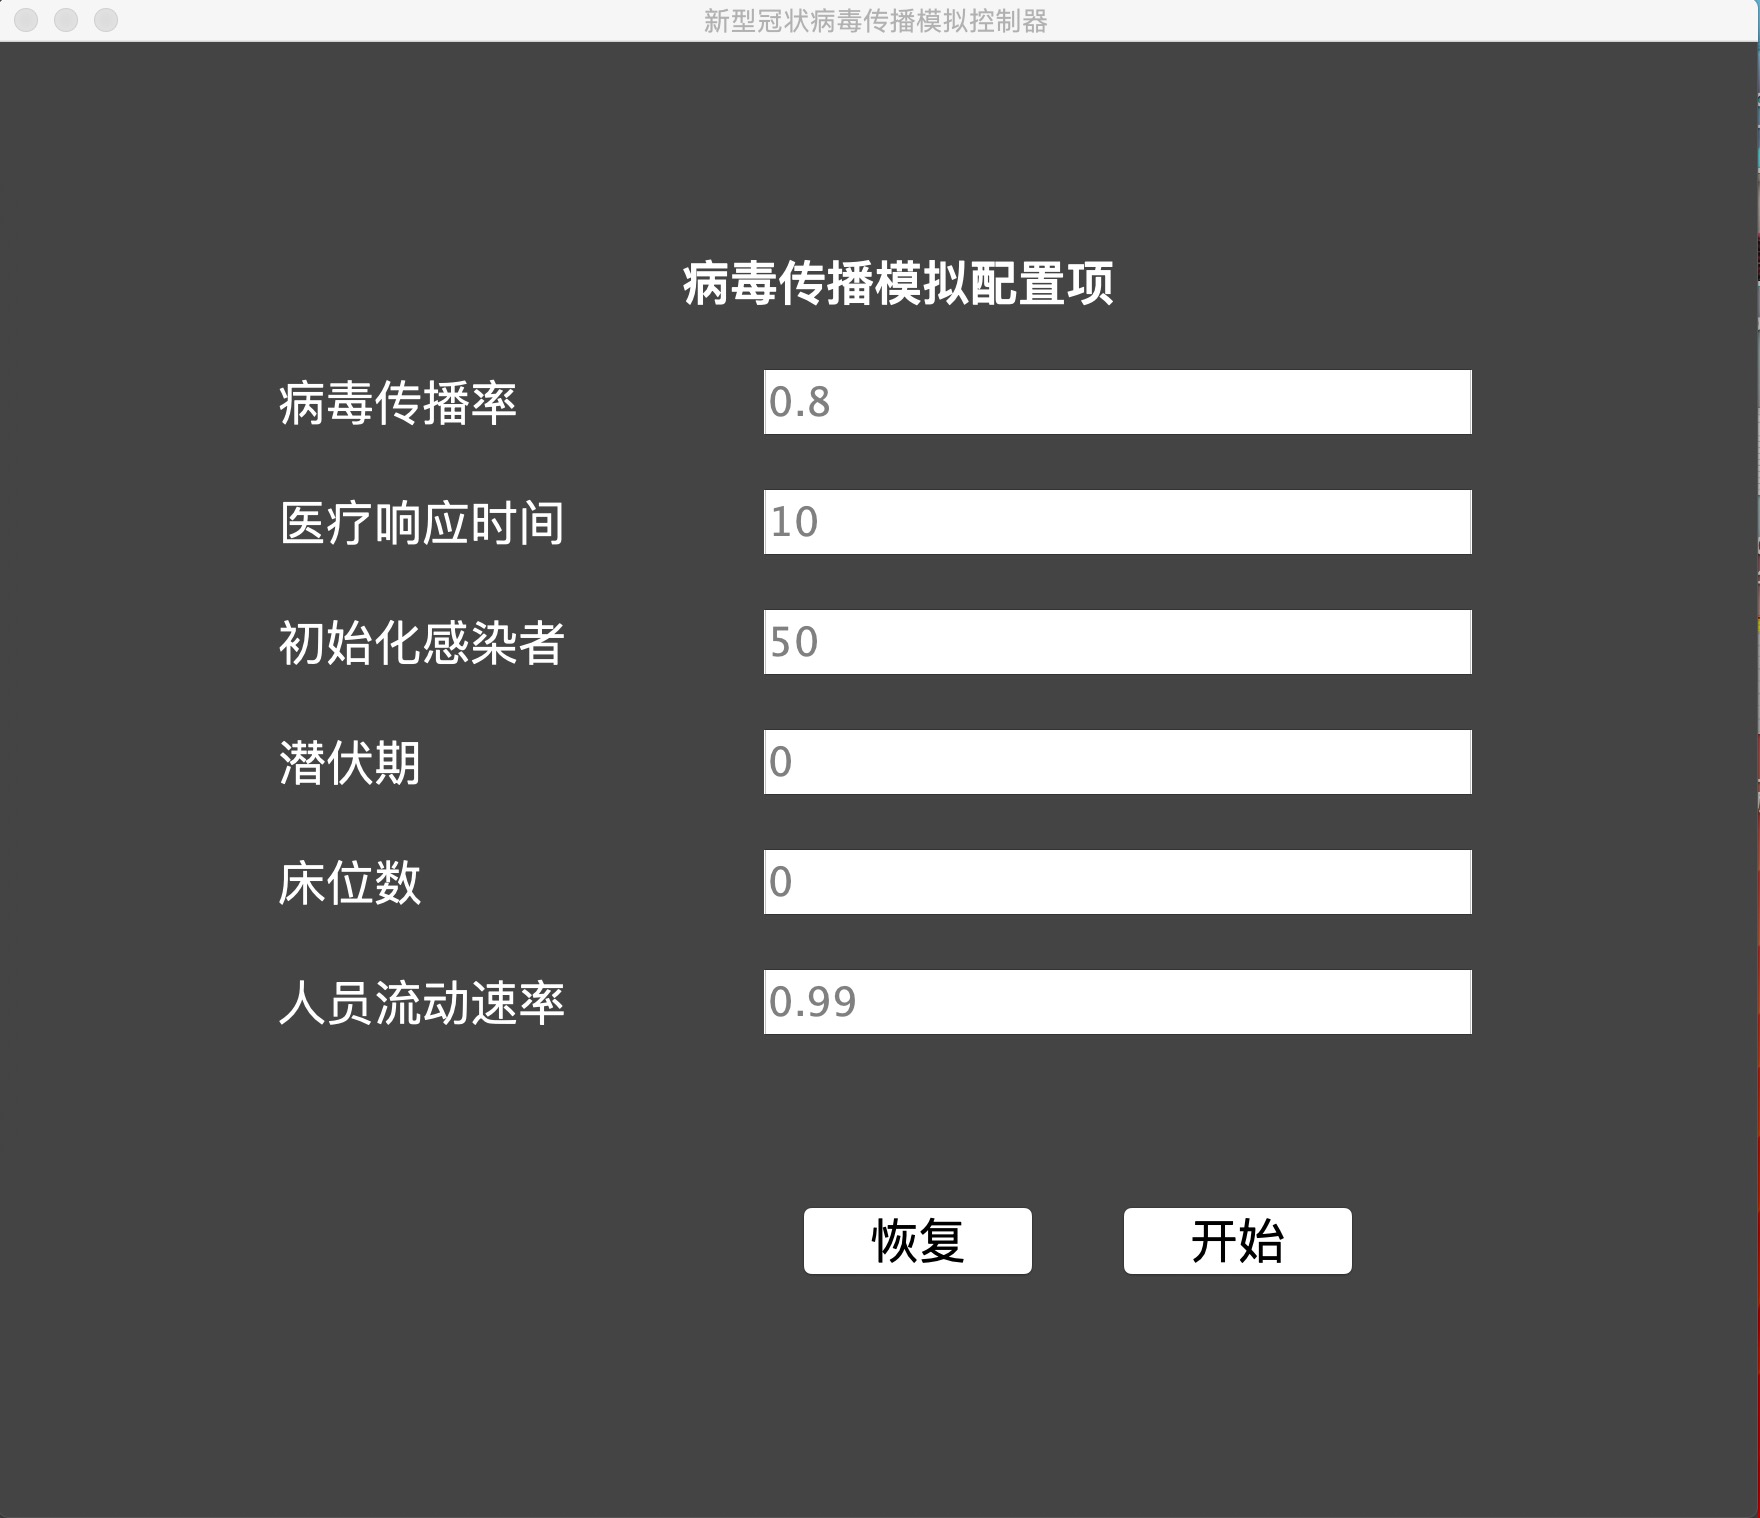 新型冠状病毒传播模拟控制器
病毒传播模拟配置项
病毒传播率 0.8
医疗响应时间 10
初始化感染者 50
潜伏期 0
床位数 0
人员流动速率 0.99
恢复 开始